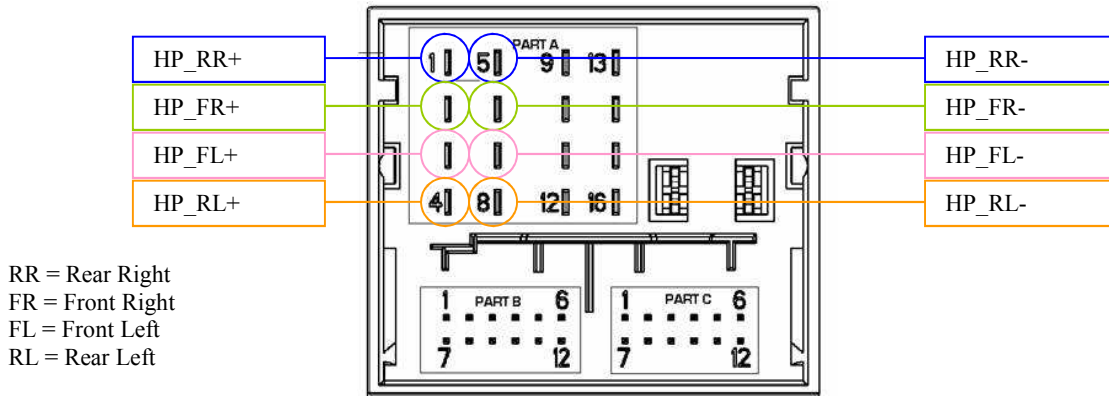 PART A
HP_RR+ 1 5 9 13 HP_RR-
HP_FR+ HP_FR-
HP_FL+ HP_FL-
HP_RL+ 4 8 12 16 HP_RL-
RR = Rear Right
FR = Front Right
FL = Front Left
RL = Rear Left
1 PART B 6
7 12
1 PART C 6
7 12